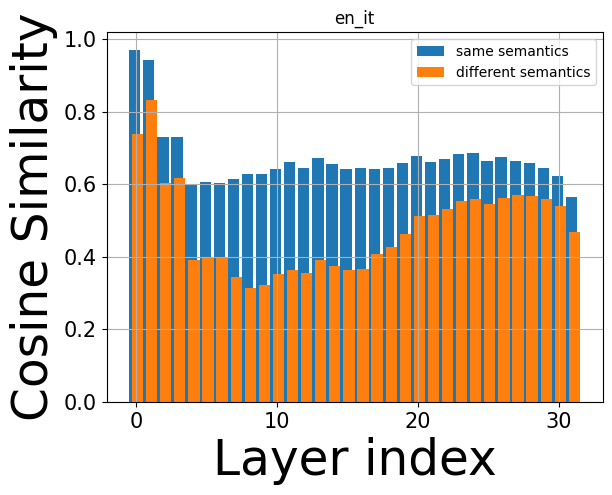 en_it
same semantics
different semantics
Cosine Similarity
1.0
0.8
0.6
0.4
0.2
0.0
0 10 20 30
Layer index